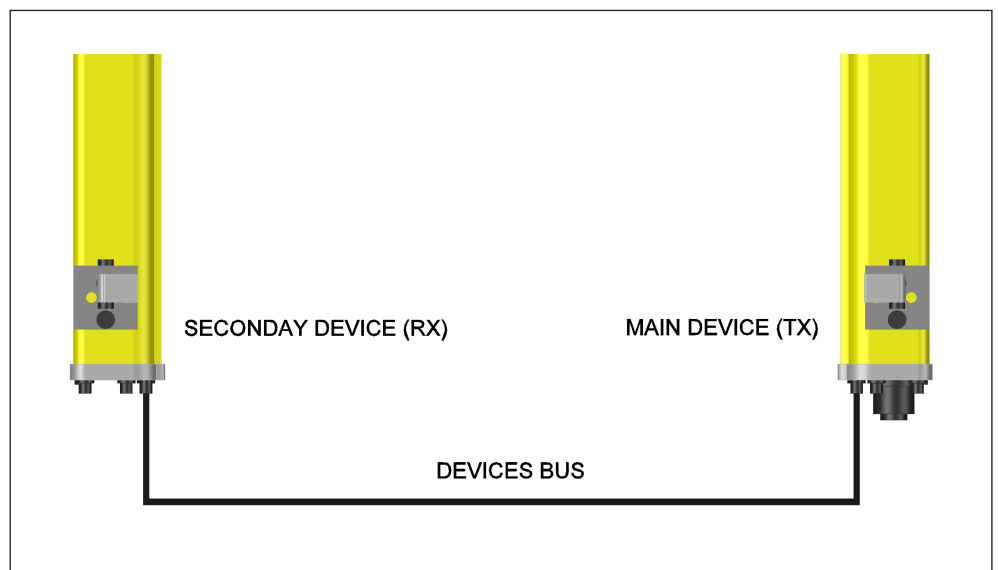 SECONDAY DEVICE (RX)
MAIN DEVICE (TX)
DEVICES BUS